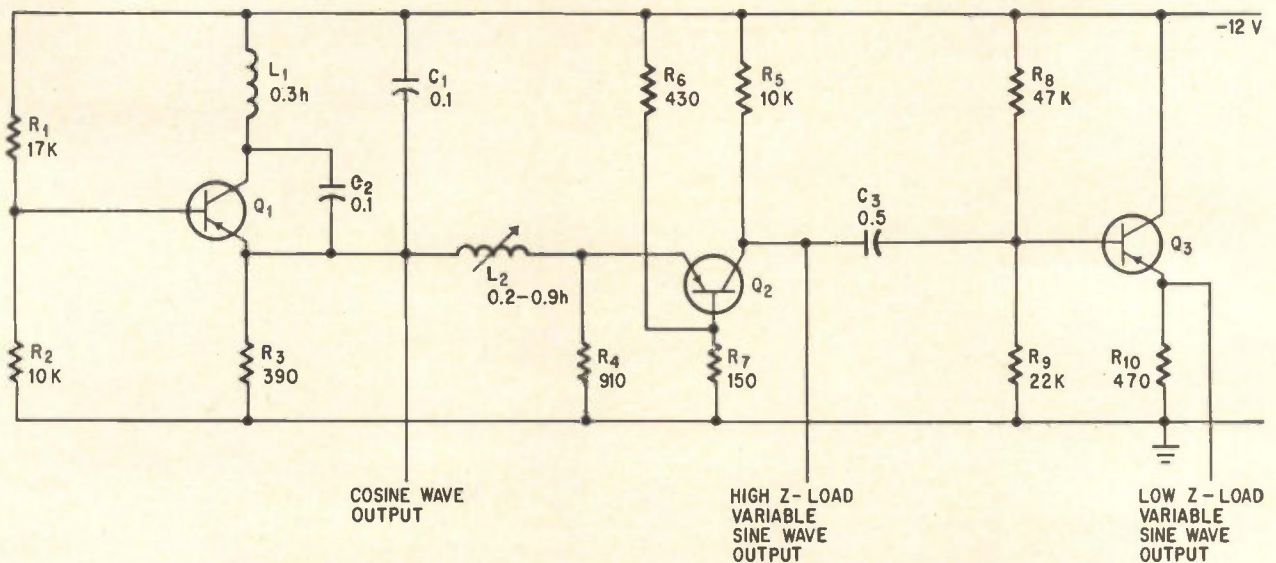 -12 V
L1
0.3h
C1
0.1
R6
430
R5
10K
R8
47K
R1
17K
C2
0.1
Q1
C3
0.5
Q3
L2
0.2-0.9h
Q2
R2
10K
R3
390
R4
910
R7
150
R9
22K
R10
470
COSINE WAVE
OUTPUT
HIGH Z-LOAD
VARIABLE
SINE WAVE
OUTPUT
LOW Z-LOAD
VARIABLE
SINE WAVE
OUTPUT